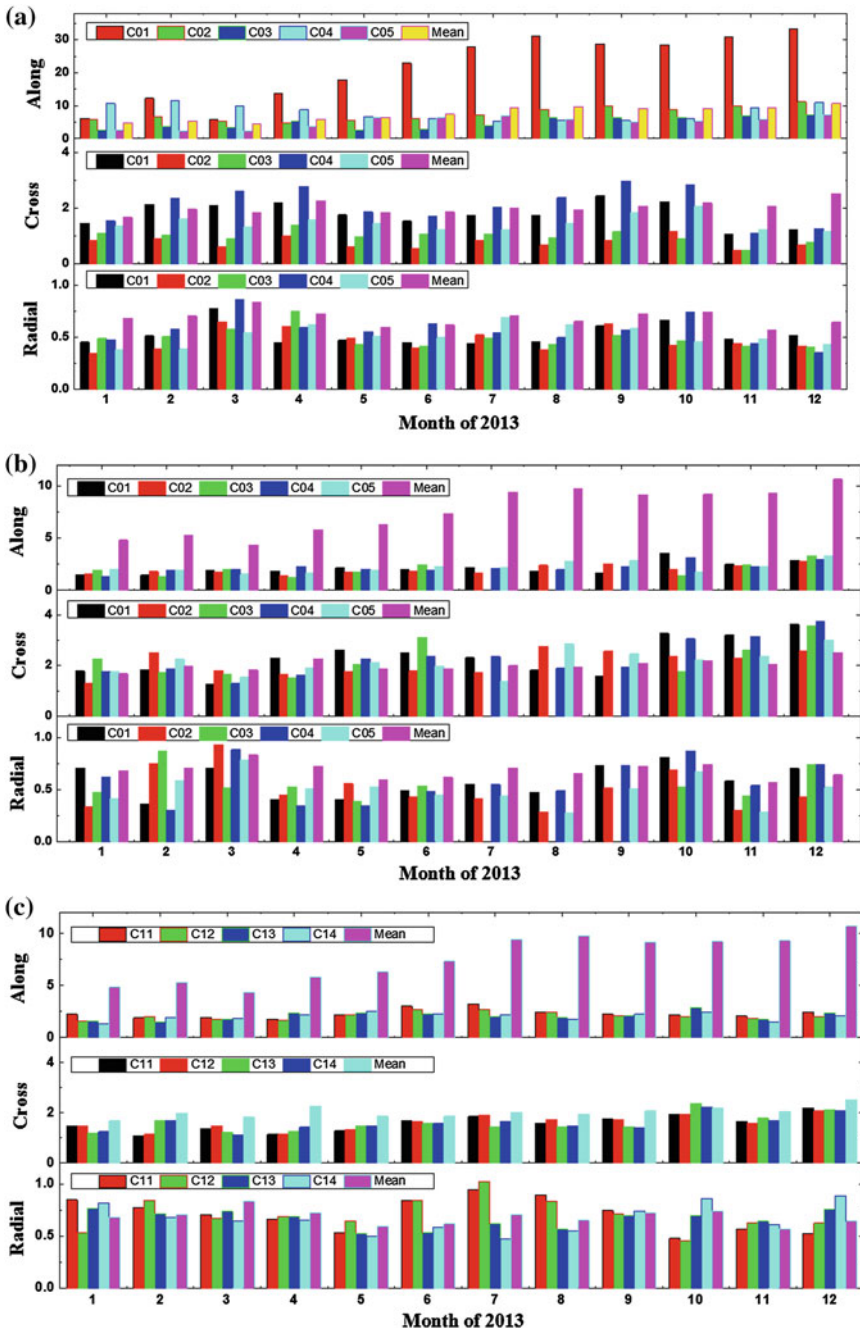 (a)
C01 C02 C03 C04 C05 Mean
Along
30
20
10
0
C01 C02 C03 C04 C05 Mean
Cross
4
2
0
C01 C02 C03 C04 C05 Mean
Radial
1.0
0.5
0.0
1 2 3 4 5 6 7 8 9 10 11 12
Month of 2013
(b)
C01 C02 C03 C04 C05 Mean
Along
10
5
0
C01 C02 C03 C04 C05 Mean
Cross
4
2
0
C01 C02 C03 C04 C05 Mean
Radial
1.0
0.5
0.0
1 2 3 4 5 6 7 8 9 10 11 12
Month of 2013
(c)
C11 C12 C13 C14 Mean
Along
10
5
0
C11 C12 C13 C14 Mean
Cross
4
2
0
C11 C12 C13 C14 Mean
Radial
1.0
0.5
0.0
1 2 3 4 5 6 7 8 9 10 11 12
Month of 2013